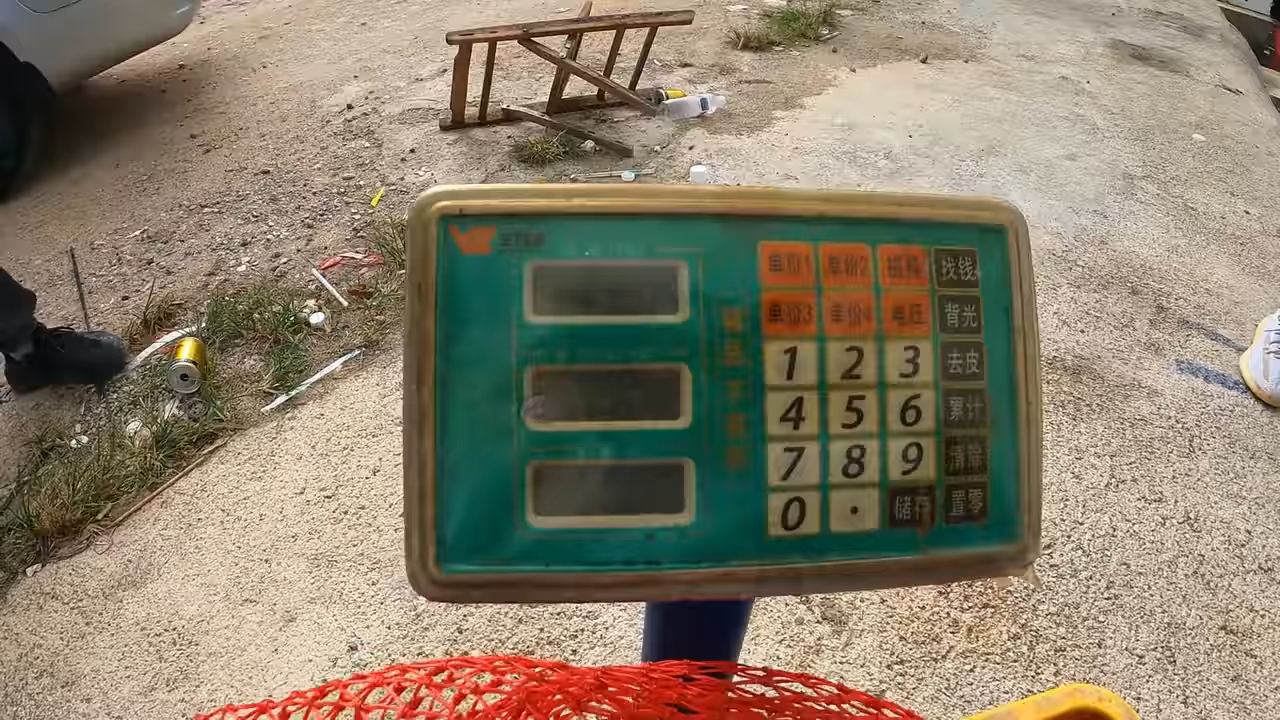 单价1 单价2 找钱
单价3 单价4 电压 背光
1 2 3 去皮
4 5 6 累计
7 8 9 清除
0 . 储存 置零